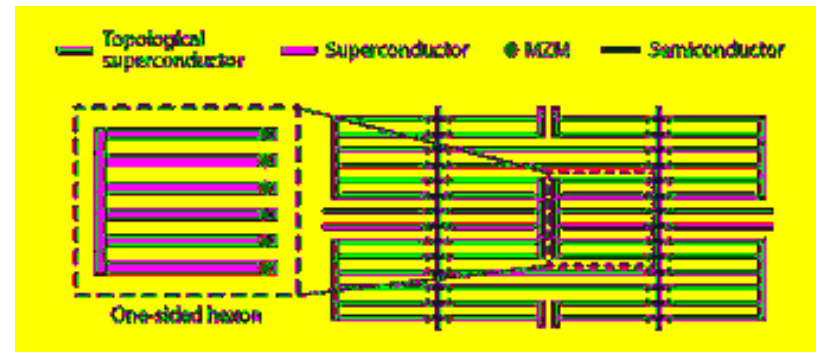 Topological
superconductor
Superconductor
MZM
Semiconductor
One-sided hexon